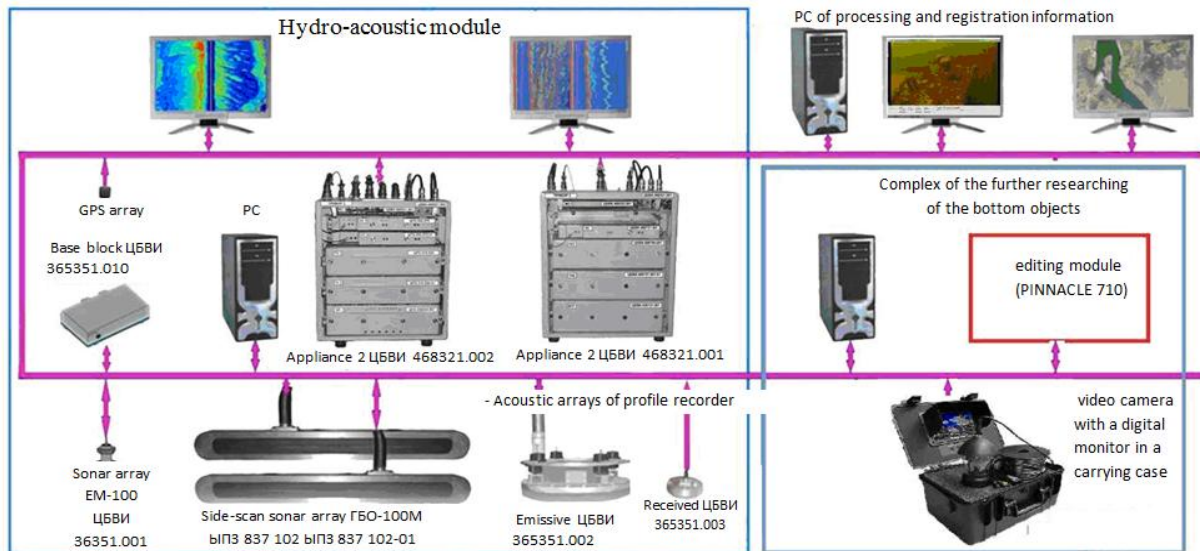 Hydro-acoustic module
PC of processing and registration information
GPS array
PC
Base block ЦБВИ
365351.010
Appliance 2 ЦБВИ 468321.002
Appliance 2 ЦБВИ 468321.001
Complex of the further researching
of the bottom objects
editing module
(PINNACLE 710)
- Acoustic arrays of profile recorder
Sonar array
EM-100
ЦБВИ
36351.001
Side-scan sonar array ГБО-100М
ЫПЗ 837 102 ЫПЗ 837 102-01
Emissive ЦБВИ
365351.002
Received ЦБВИ
365351.003
video camera
with a digital
monitor in a
carrying case